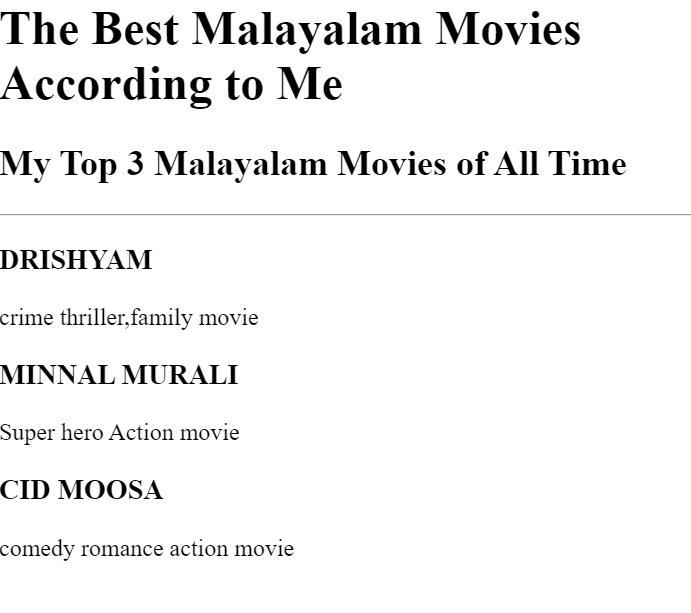 The Best Malayalam Movies
According to Me
My Top 3 Malayalam Movies of All Time
DRISHYAM
crime thriller,family movie
MINNAL MURALI
Super hero Action movie
CID MOOSA
comedy romance action movie